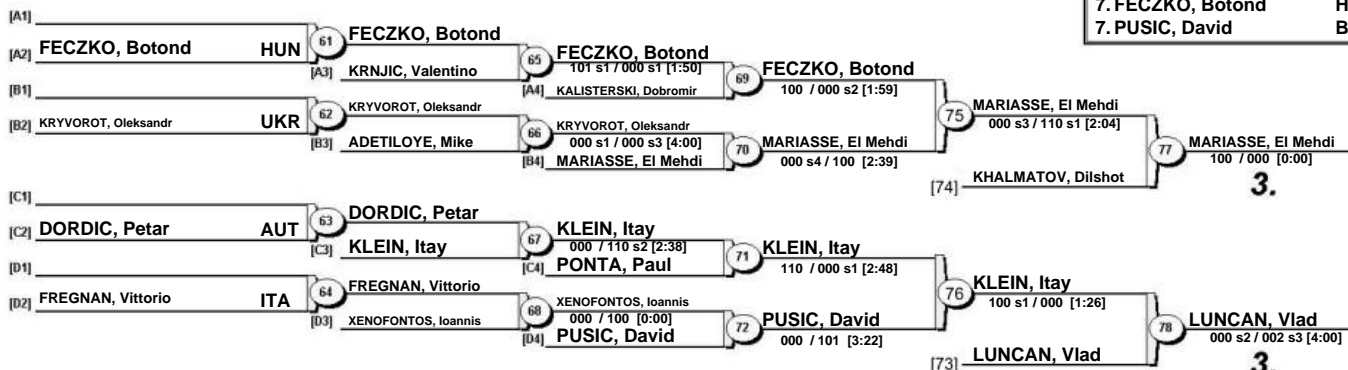 7. FECZKO, Botond H
7. PUSIC, David B
[A1]
[A2] FECZKO, Botond HUN
61
FECZKO, Botond
[A3] KRNJIC, Valentino
65
FECZKO, Botond
101 s1 / 000 s1 [1:50]
[A4] KALISTERSKI, Dobromir
69
FECZKO, Botond
100 / 000 s2 [1:59]
[B1]
[B2] KRYVOROT, Oleksandr UKR
62
KRYVOROT, Oleksandr
[B3] ADETILOYE, Mike
66
KRYVOROT, Oleksandr
000 s1 / 000 s3 [4:00]
[B4] MARIASSE, El Mehdi
70
MARIASSE, El Mehdi
000 s4 / 100 [2:39]
75
MARIASSE, El Mehdi
000 s3 / 110 s1 [2:04]
[74] KHALMATOV, Dilshot
77
MARIASSE, El Mehdi
100 / 000 [0:00]
3.
[C1]
[C2] DORDIC, Petar AUT
63
DORDIC, Petar
[C3] KLEIN, Itay
67
KLEIN, Itay
000 / 110 s2 [2:38]
[C4] PONTA, Paul
71
KLEIN, Itay
110 / 000 s1 [2:48]
[D1]
[D2] FREGNAN, Vittorio ITA
64
FREGNAN, Vittorio
[D3] XENOFONTOS, Ioannis
68
XENOFONTOS, Ioannis
000 / 100 [0:00]
[D4] PUSIC, David
72
PUSIC, David
000 / 101 [3:22]
76
KLEIN, Itay
100 s1 / 000 [1:26]
[73] LUNCAN, Vlad
78
LUNCAN, Vlad
000 s2 / 002 s3 [4:00]
3.